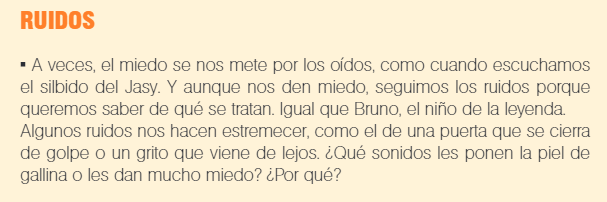 RUIDOS
▪ A veces, el miedo se nos mete por los oídos, como cuando escuchamos
el silbido del Jasy. Y aunque nos den miedo, seguimos los ruidos porque
queremos saber de qué se tratan. Igual que Bruno, el niño de la leyenda.
Algunos ruidos nos hacen estremecer, como el de una puerta que se cierra
de golpe o un grito que viene de lejos. ¿Qué sonidos les ponen la piel de
gallina o les dan mucho miedo? ¿Por qué?